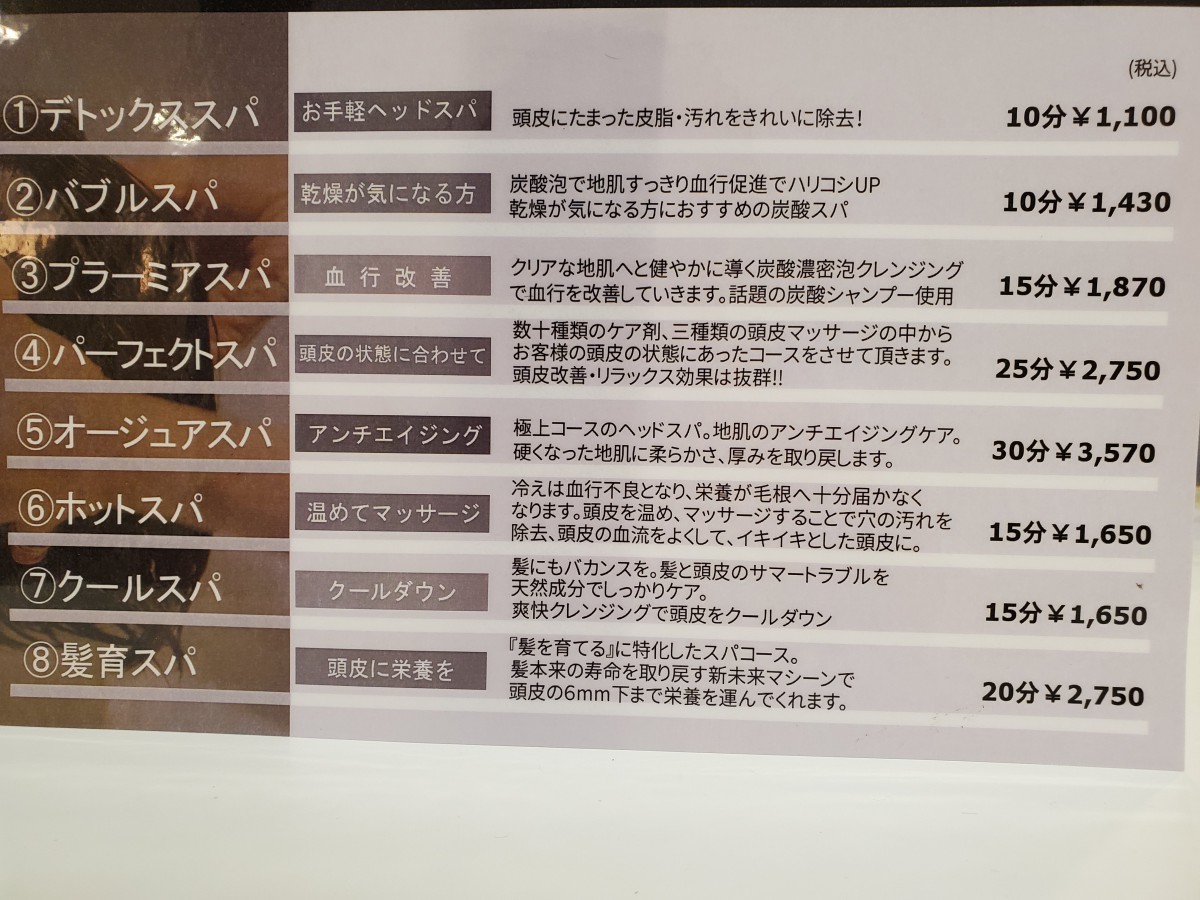 (税込)
①デトックススパ お手軽ヘッドスパ 頭皮にたまった皮脂・汚れをきれいに除去! 10分¥1,100
②バブルスパ 乾燥が気になる方 炭酸泡で地肌すっきり血行促進でハリコシUP
乾燥が気になる方におすすめの炭酸スパ 10分¥1,430
③プラーミアスパ 血行改善 クリアな地肌へと健やかに導く炭酸濃密泡クレンジング
で血行を改善していきます。話題の炭酸シャンプー使用 15分¥1,870
④パーフェクトスパ 頭皮の状態に合わせて 数十種類のケア剤、三種類の頭皮マッサージの中から
お客様の頭皮の状態にあったコースをさせて頂きます。
頭皮改善・リラックス効果は抜群!! 25分¥2,750
⑤オージュアスパ アンチエイジング 極上コースのヘッドスパ。地肌のアンチエイジングケア。
硬くなった地肌に柔らかさ、厚みを取り戻します。 30分¥3,570
⑥ホットスパ 温めてマッサージ 冷えは血行不良となり、栄養が毛根へ十分届かなく
なります。頭皮を温め、マッサージすることで穴の汚れを
除去、頭皮の血流をよくして、イキイキとした頭皮に。 15分¥1,650
⑦クールスパ クールダウン 髪にもバカンスを。髪と頭皮のサマートラブルを
天然成分でしっかりケア。
爽快クレンジングで頭皮をクールダウン 15分¥1,650
⑧髪育スパ 頭皮に栄養を 『髪を育てる』に特化したスパコース。
髪本来の寿命を取り戻す新未来マシーンで
頭皮の6mm下まで栄養を運んでくれます。 20分¥2,750